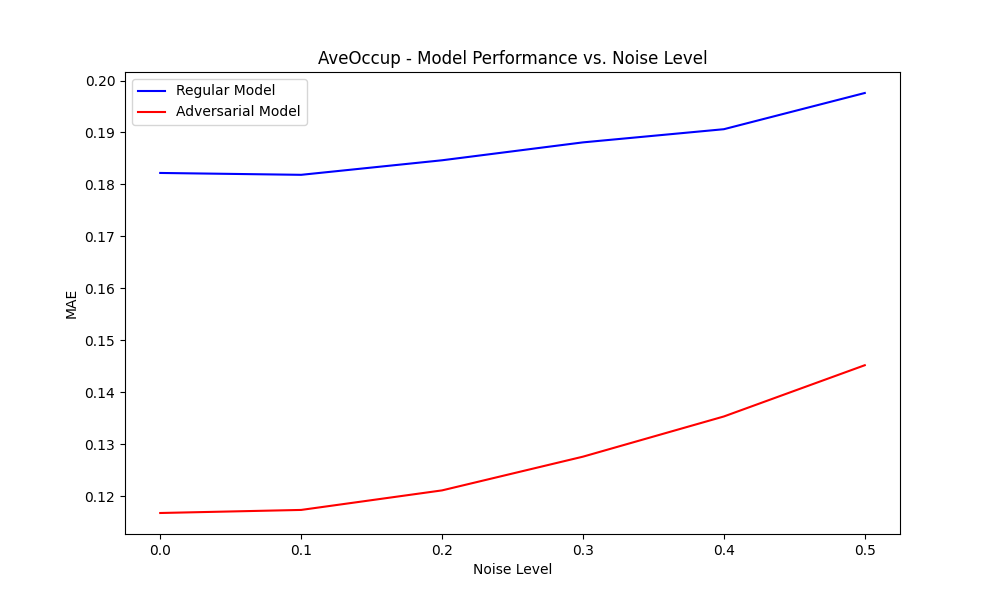 AveOccup - Model Performance vs. Noise Level
Regular Model
Adversarial Model
MAE
0.20
0.19
0.18
0.17
0.16
0.15
0.14
0.13
0.12
0.0 0.1 0.2 0.3 0.4 0.5
Noise Level